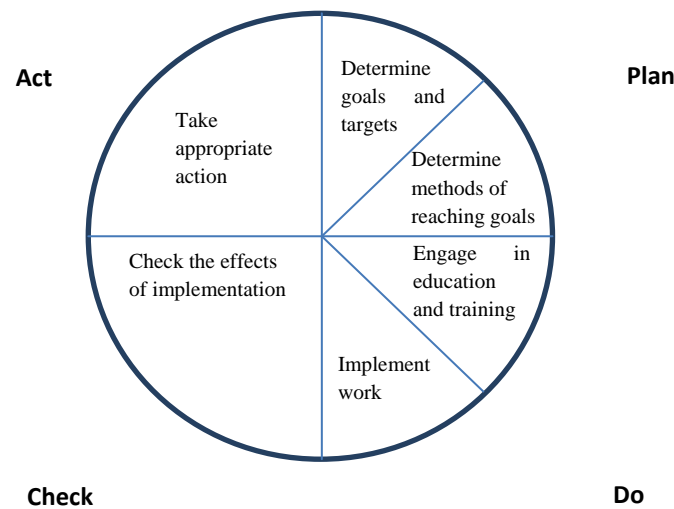 Act
Plan
Determine
goals and
targets
Take
appropriate
action
Determine
methods of
reaching goals
Check the effects
of implementation
Engage in
education
and training
Implement
work
Check
Do